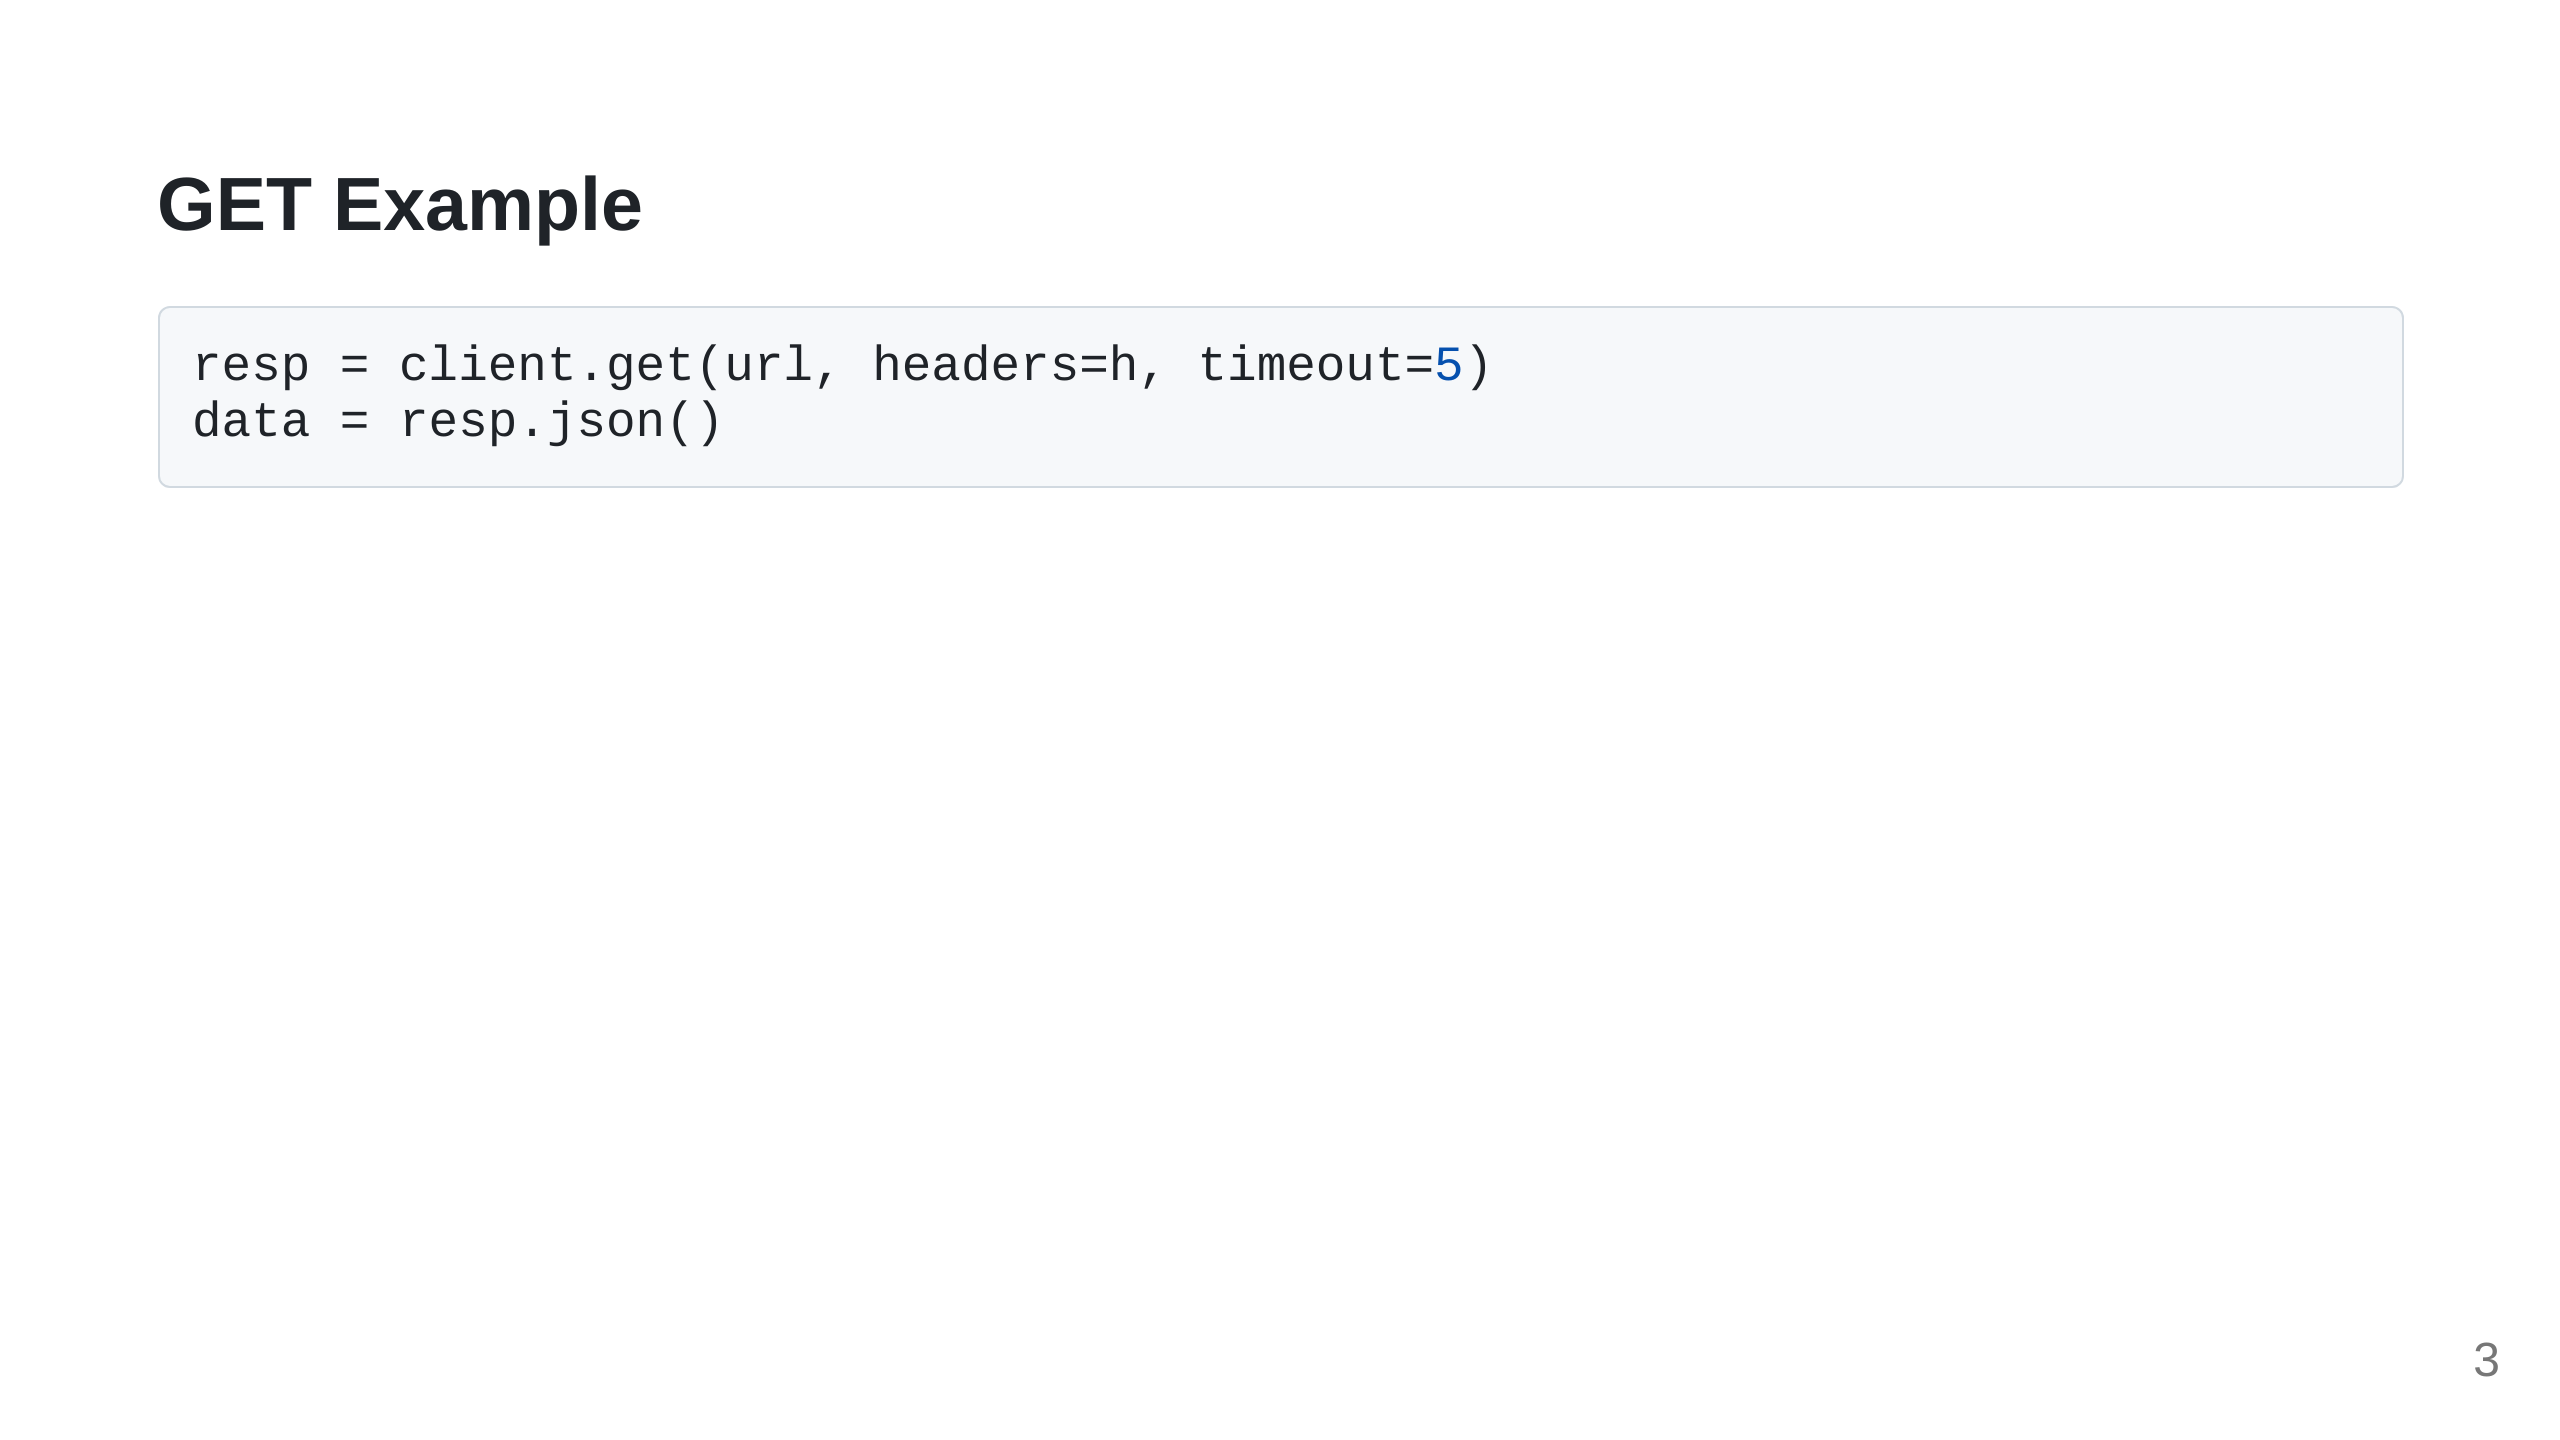 GET Example
resp = client.get(url, headers=h, timeout=5)
data = resp.json()
3